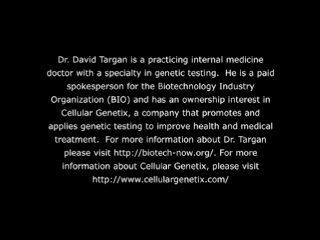 Dr. David Targan is a practicing internal medicine
doctor with a specialty in genetic testing.  He is a paid
spokesperson for the Biotechnology Industry
Organization (BIO) and has an ownership interest in
Cellular Genetix, a company that promotes and
applies genetic testing to improve health and medical
treatment.  For more information about Dr. Targan
please visit http://biotech-now.org/. For more
information about Cellular Genetix, please visit
http://www.cellulargenetix.com/